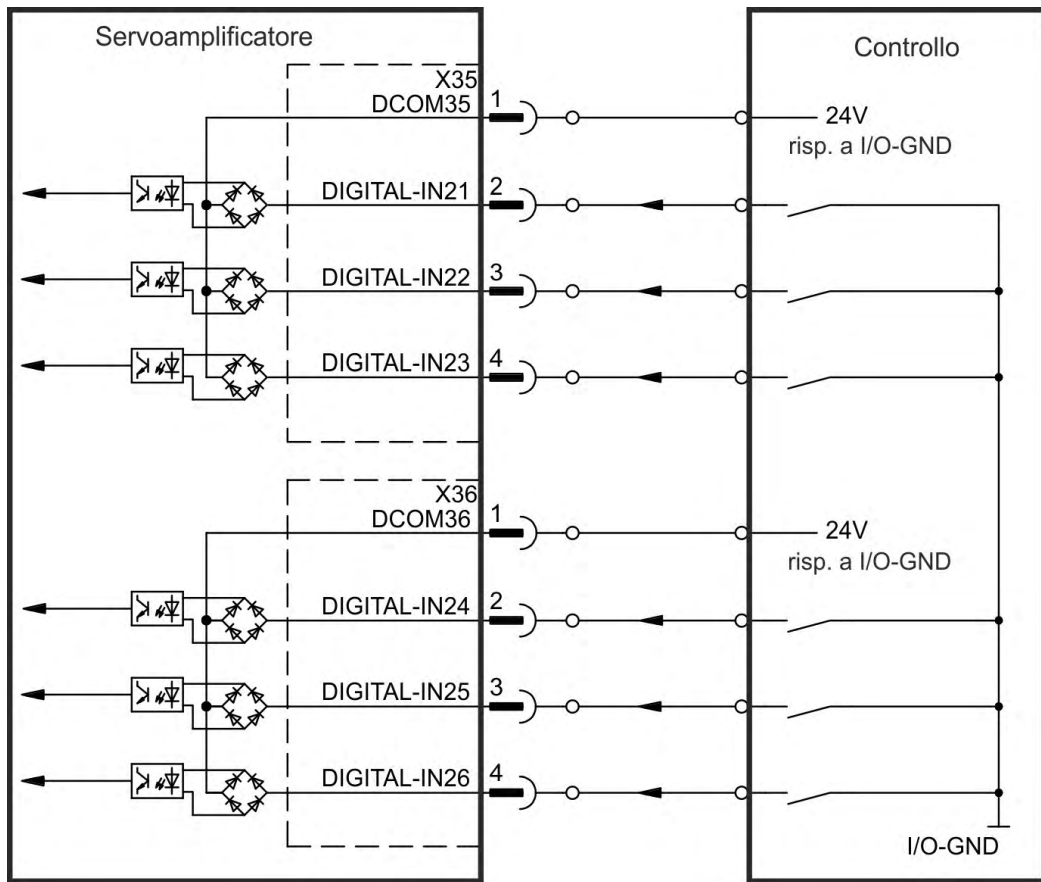 Servoamplificatore
Controllo
X35
DCOM35 1
24V
risp. a I/O-GND
DIGITAL-IN21 2
DIGITAL-IN22 3
DIGITAL-IN23 4
X36
DCOM36 1
24V
risp. a I/O-GND
DIGITAL-IN24 2
DIGITAL-IN25 3
DIGITAL-IN26 4
I/O-GND